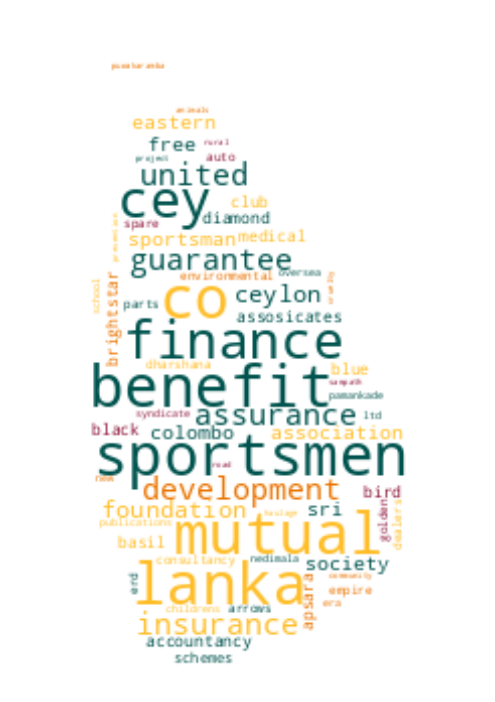 animals
eastern
free rural
project auto
united
cey club
spare diamond
sportsman medical
prevention
guarantee
environmental oversea
school brightstar
parts co ceylon cruelty
assosicates
finance
dharshana blue
benefit sampath
pamankade
syndicate assurance ltd
black colombo association
sportsmen
road
new development bird
foundation sri golden
publications haulage dealers
mutual
basil
consultancy nedimala society
erd lanka community
apsara empire
childrens arrows era
insurance
accountancy
schemes